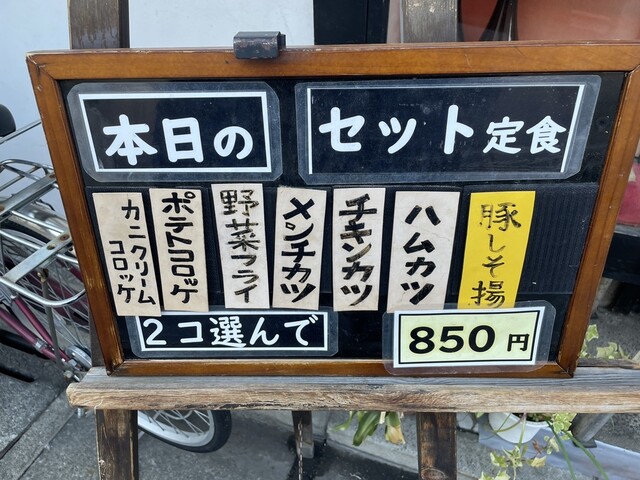 本日の
セット定食
カニクリーム
コロッケ
ポテトコロッケ
野菜フライ
メンチカツ
チキンカツ
ハムカツ
豚しそ揚
2コ選んで
850円